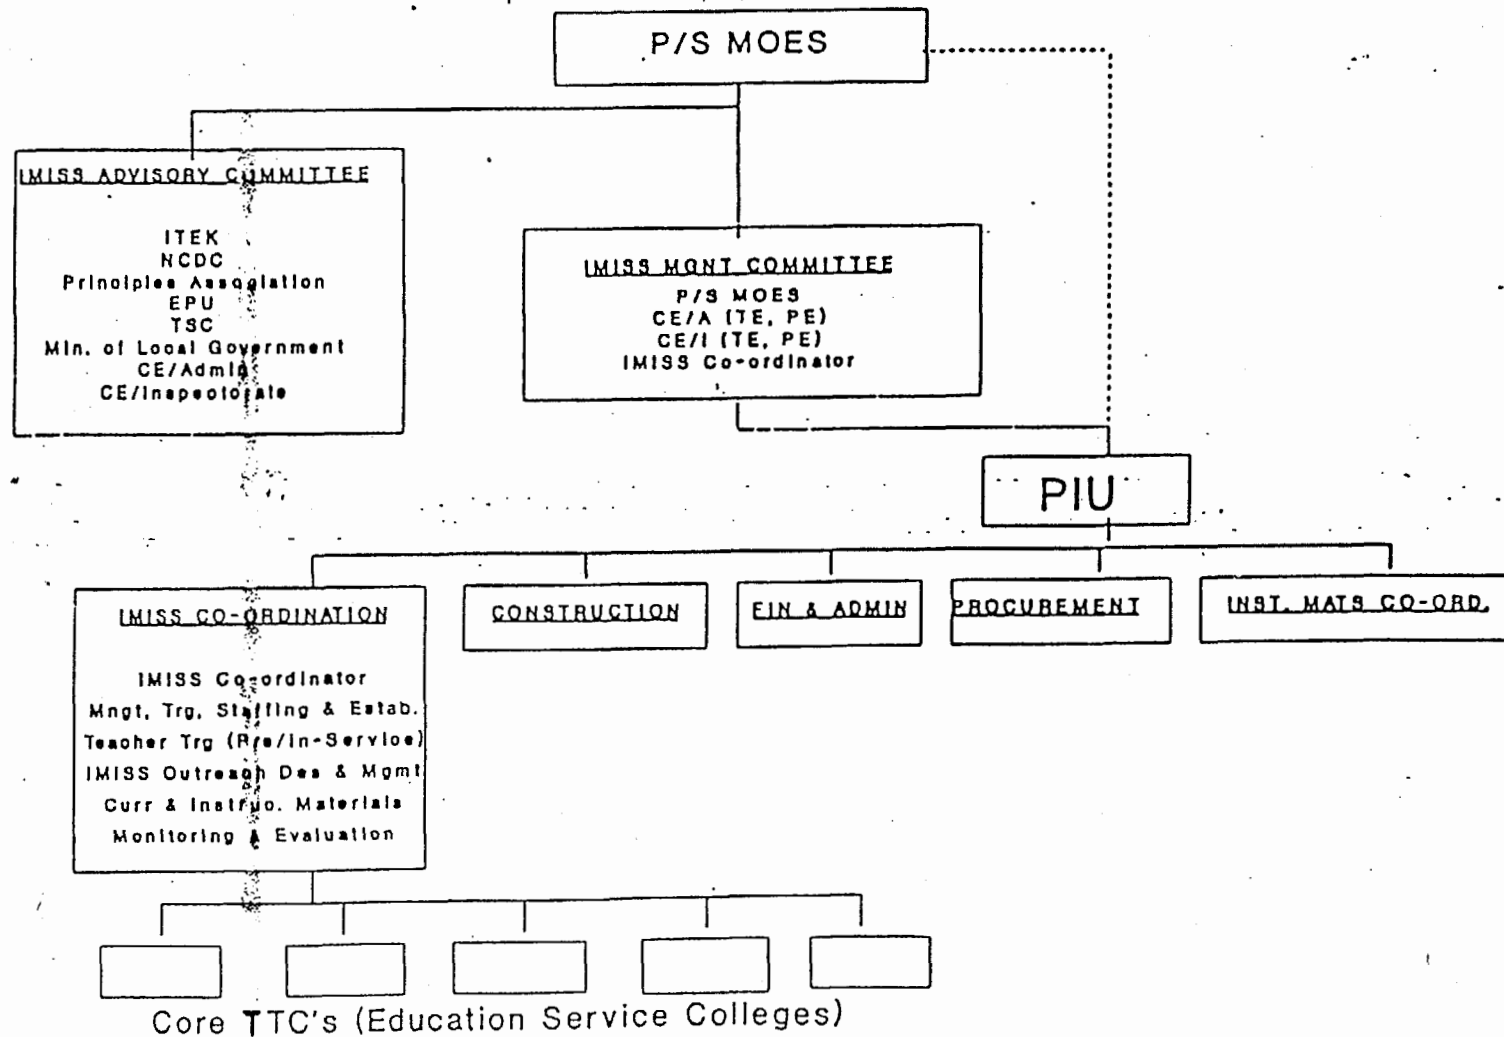 P/S MOES
IMISS ADVISORY COMMITTEE
ITEK
NCDC
Principles Association
EPU
TSC
Min. of Local Government
CE/Admin
CE/Inspectorate
IMISS MGNT COMMITTEE
P/S MOES
CE/A (TE, PE)
CE/I (TE, PE)
IMISS Co-ordinator
PIU
IMISS CO-ORDINATION
IMISS Co-ordinator
Mngt, Trg, Staffing & Estab.
Teacher Trg (Pre/In-Service)
IMISS Outreach Des & Mgmt
Curr & Instruc. Materials
Monitoring & Evaluation
CONSTRUCTION
FIN & ADMIN
PROCUREMENT
INST. MATS CO-ORD.
Core TTC's (Education Service Colleges)